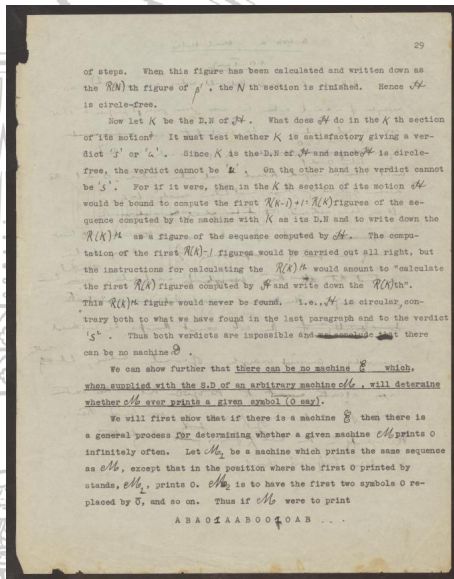 29
of steps. When this figure has been calculated and written down as
the R(N)th figure of β', the N th section is finished. Hence ℋ
is circle-free.
Now let K be the D.N of ℋ. What does ℋ do in the K th section
of its motion? It must test whether K is satisfactory giving a ver-
dict 's' or 'u'. Since K is the D.N of ℋ and since ℋ is circle-
free, the verdict cannot be 'u'. On the other hand the verdict cannot
be 's'. For if it were, then in the K th section of its motion ℋ
would be bound to compute the first R(K-1)+1 = R(K) figures of the se-
quence computed by the machine with K as its D.N and to write down the
R(K)th as a figure of the sequence computed by ℋ. The compu-
tation of the first R(K)-1 figures would be carried out all right, but
the instructions for calculating the R(K)th would amount to "calculate
the first R(K) figures computed by ℋ and write down the R(K)th".
This R(K)th figure would never be found. i.e., ℋ is circular, con-
trary both to what we have found in the last paragraph and to the verdict
's'. Thus both verdicts are impossible and we conclude that there
can be no machine 𝒟.
We can show further that there can be no machine ℰ which,
when supplied with the S.D of an arbitrary machine ℳ, will determine
whether ℳ ever prints a given symbol (0 say).
We will first show that if there is a machine ℰ then there is
a general process for determining whether a given machine ℳ prints 0
infinitely often. Let ℳ₁ be a machine which prints the same sequence
as ℳ, except that in the position where the first 0 printed by
stands, ℳ₁, prints 0̄. ℳ₂ is to have the first two symbols 0 re-
placed by 0̄, and so on. Thus if ℳ were to print
A B A 0 1 A A B 0 0 1 0 A B ...